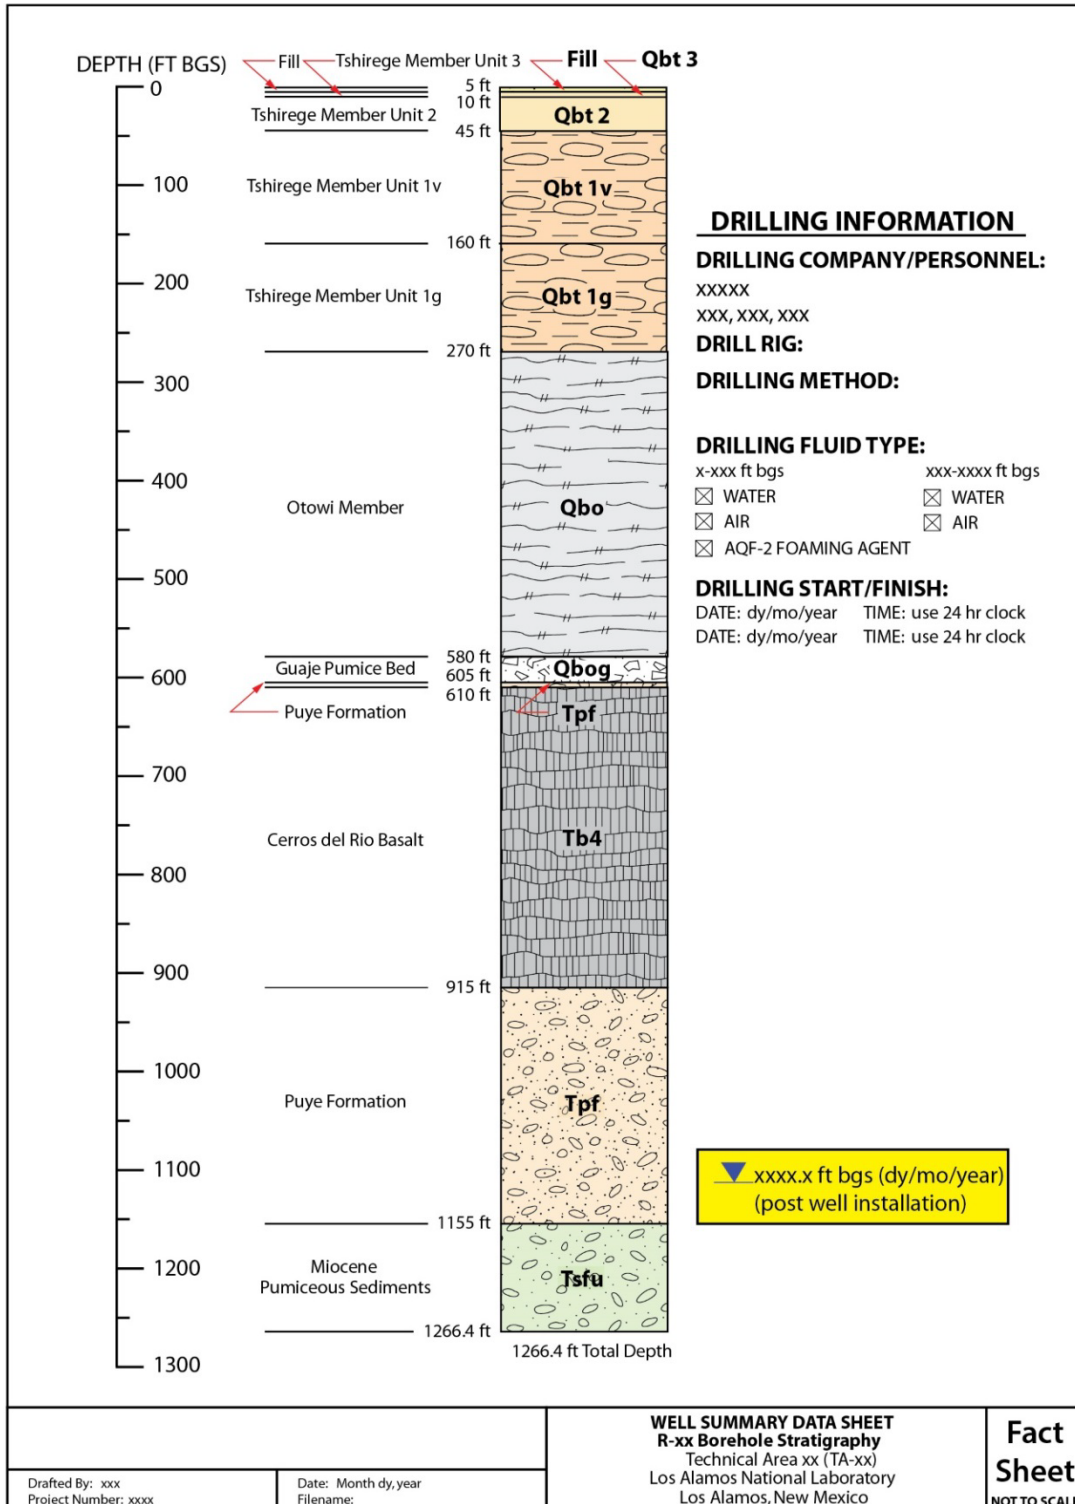 DEPTH (FT BGS)
Fill
Tshirege Member Unit 3
Fill
Qbt 3
0
5 ft
10 ft
Tshirege Member Unit 2
Qbt 2
45 ft
100
Tshirege Member Unit 1v
Qbt 1v
160 ft
200
Tshirege Member Unit 1g
Qbt 1g
270 ft
300
400
Otowi Member
Qbo
500
580 ft
Guaje Pumice Bed
Qbog
600
605 ft
610 ft
Puye Formation
Tpf
700
Cerros del Rio Basalt
Tb4
800
900
915 ft
1000
Puye Formation
Tpf
1100
1155 ft
1200
Miocene
Pumiceous Sediments
Tsfu
1266.4 ft
1266.4 ft Total Depth
1300
DRILLING INFORMATION
DRILLING COMPANY/PERSONNEL:
xxxxx
xxx, xxx, xxx
DRILL RIG:
DRILLING METHOD:
DRILLING FLUID TYPE:
x-xxx ft bgs xxx-xxxx ft bgs
WATER WATER
AIR AIR
AQF-2 FOAMING AGENT
DRILLING START/FINISH:
DATE: dy/mo/year TIME: use 24 hr clock
DATE: dy/mo/year TIME: use 24 hr clock
xxxx.x ft bgs (dy/mo/year)
(post well installation)
Drafted By: xxx
Project Number: xxxx
Date: Month dy, year
Filename:
WELL SUMMARY DATA SHEET
R-xx Borehole Stratigraphy
Technical Area xx (TA-xx)
Los Alamos National Laboratory
Los Alamos, New Mexico
Fact
Sheet
NOT TO SCALE